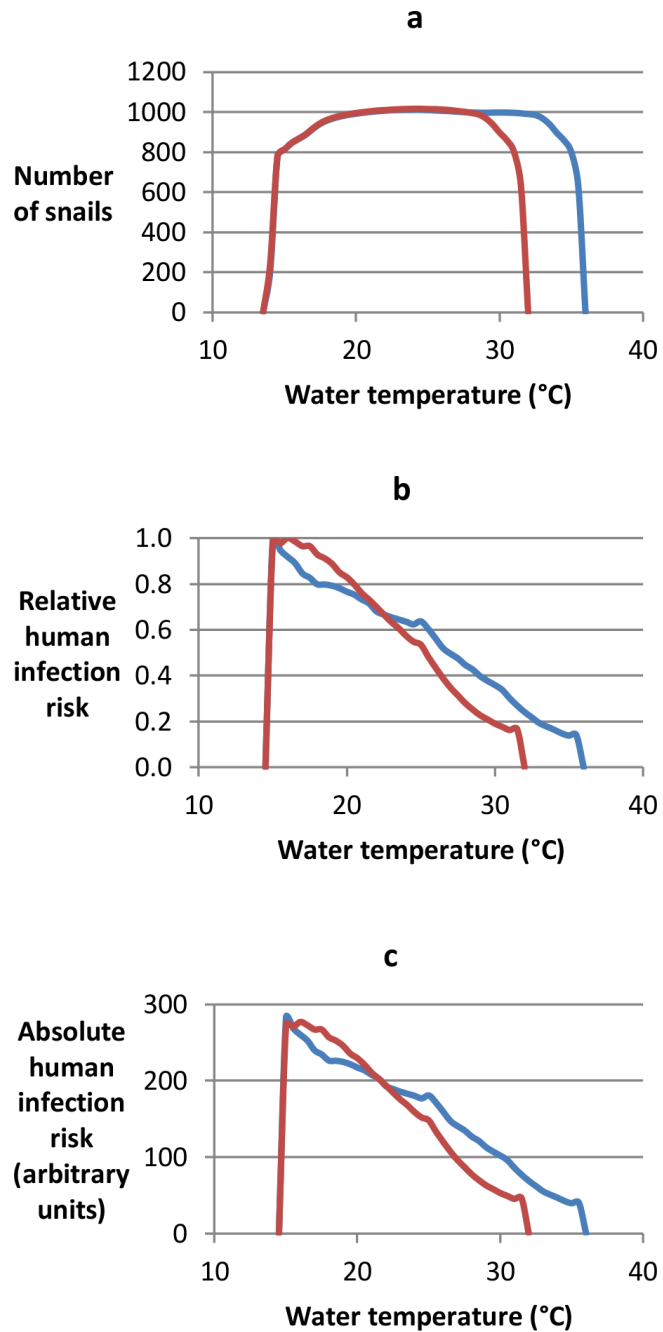 a
1200
1000
800
600
400
200
0
Number
of snails
10 20 30 40
Water temperature (°C)
b
1.0
0.8
0.6
0.4
0.2
0.0
Relative
human
infection
risk
10 20 30 40
Water temperature (°C)
c
300
200
100
0
Absolute
human
infection
risk
(arbitrary
units)
10 20 30 40
Water temperature (°C)